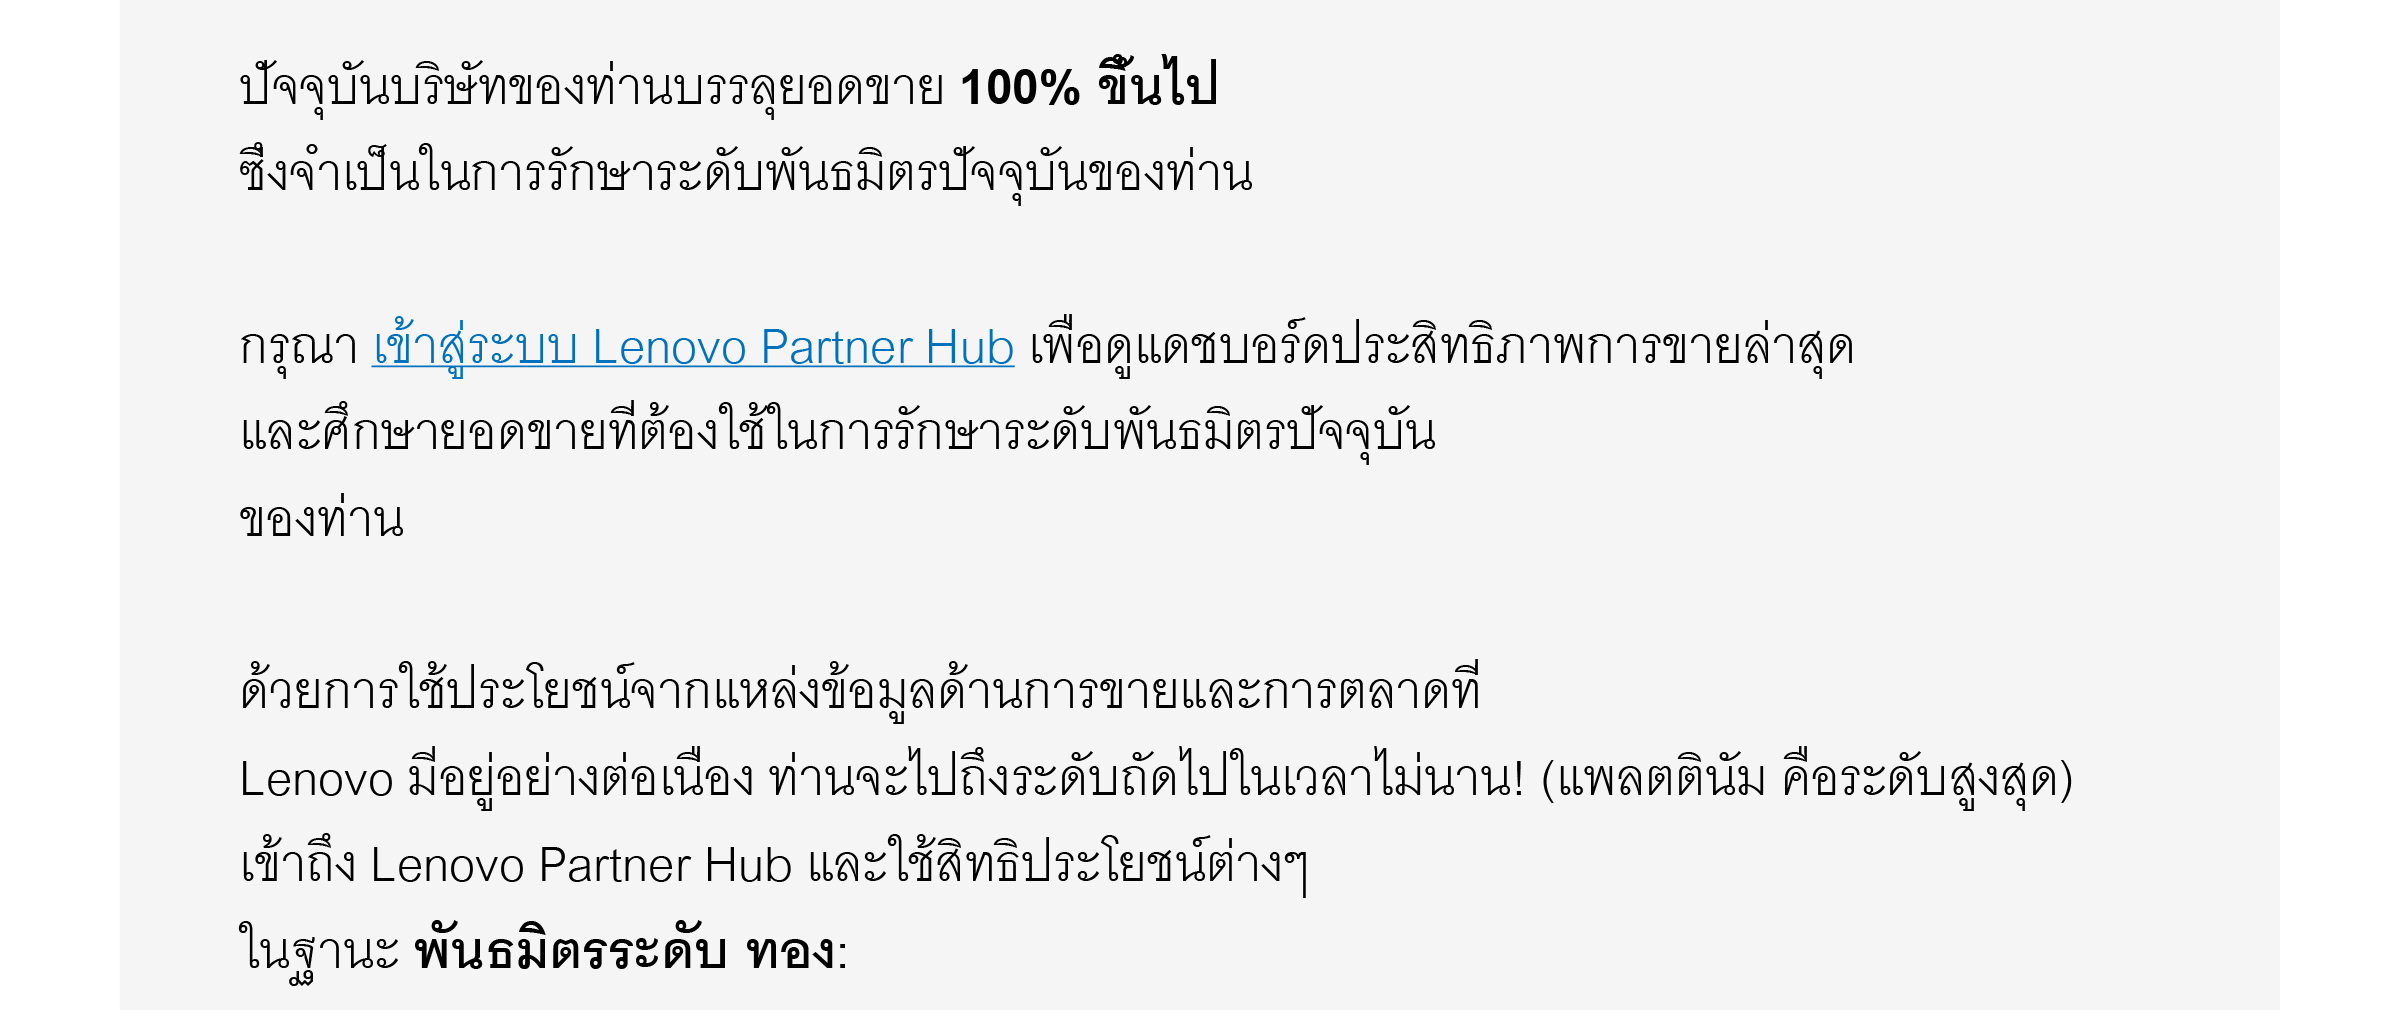 ปัจจุบันบริษัทของท่านบรรลุยอดขาย 100% ขึ้นไป
ซึ่งจำเป็นในการรักษาระดับพันธมิตรปัจจุบันของท่าน
กรุณา เข้าสู่ระบบ Lenovo Partner Hub เพื่อดูแดชบอร์ดประสิทธิภาพการขายล่าสุด
และศึกษายอดขายที่ต้องใช้ในการรักษาระดับพันธมิตรปัจจุบัน
ของท่าน
ด้วยการใช้ประโยชน์จากแหล่งข้อมูลด้านการขายและการตลาดที่
Lenovo มีอยู่อย่างต่อเนื่อง ท่านจะไปถึงระดับถัดไปในเวลาไม่นาน! (แพลตตินัม คือระดับสูงสุด)
เข้าถึง Lenovo Partner Hub และใช้สิทธิประโยชน์ต่างๆ
ในฐานะ พันธมิตรระดับ ทอง: